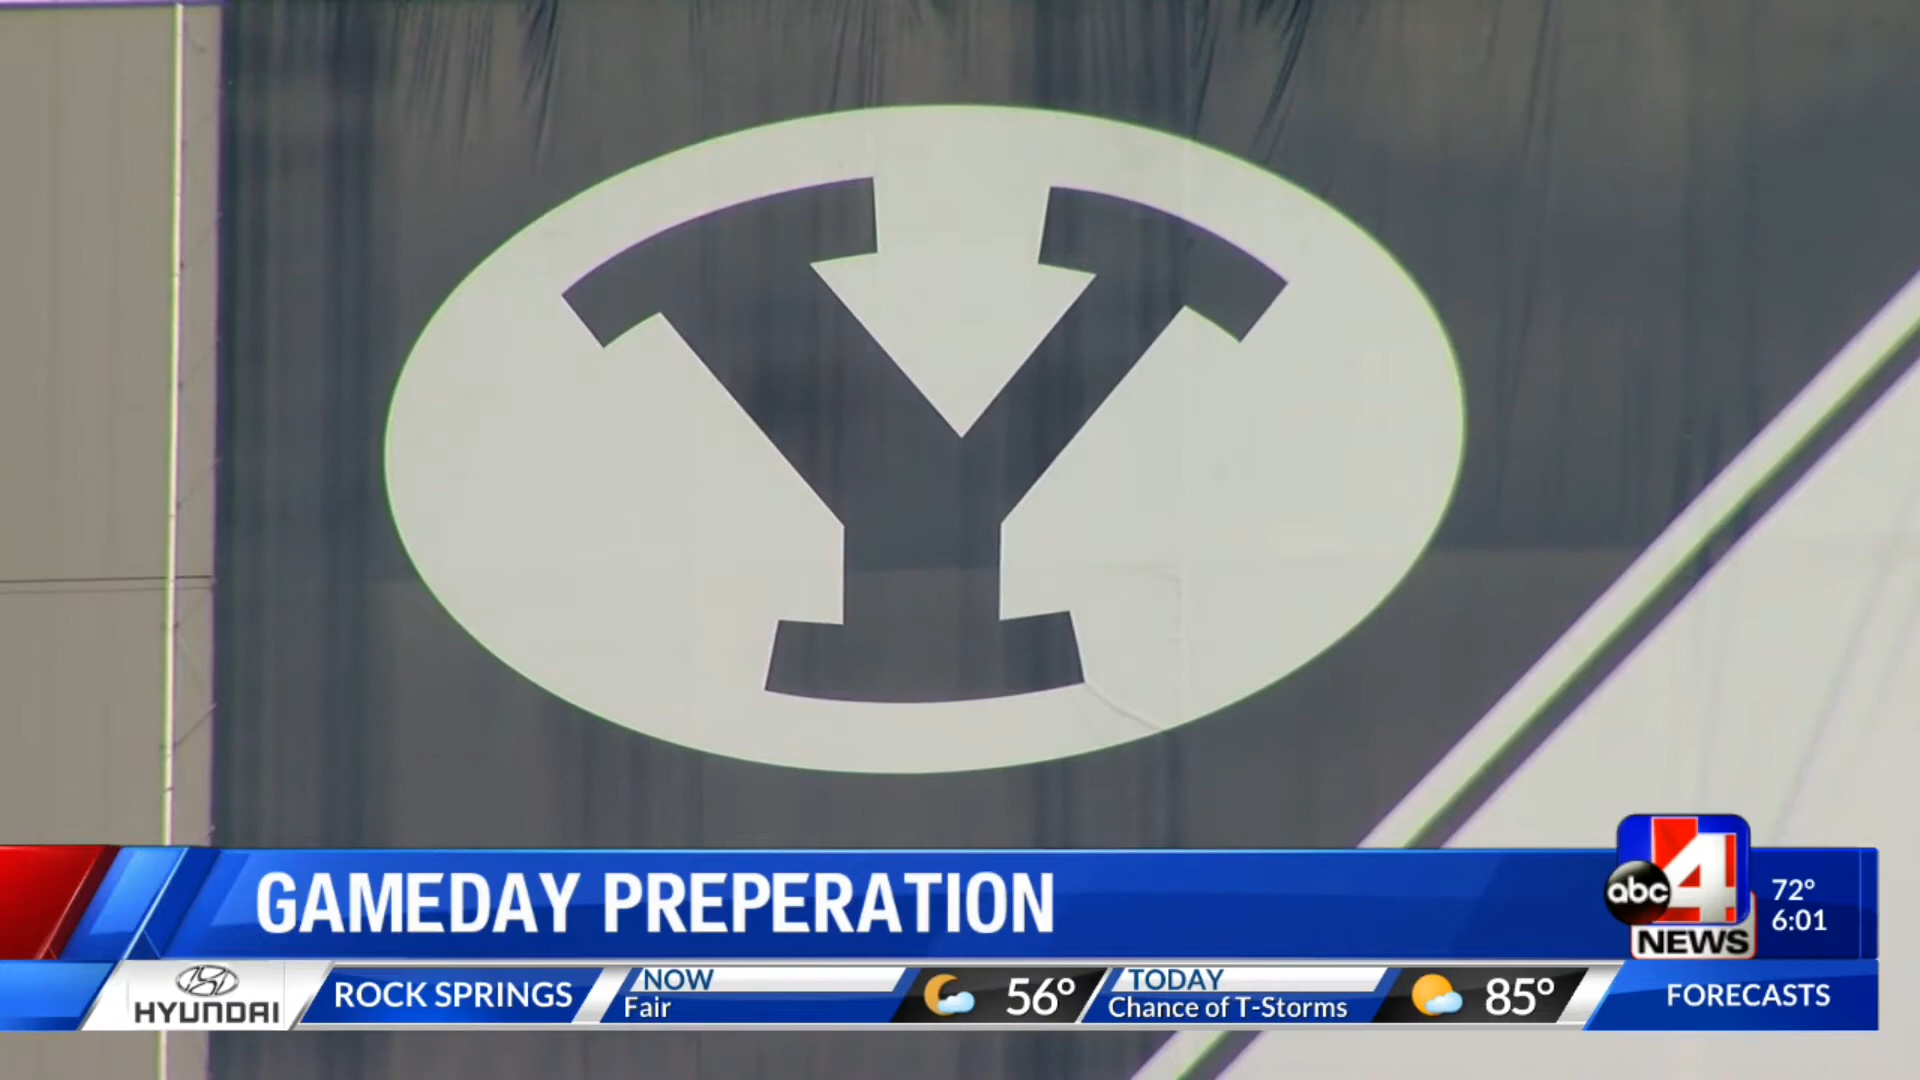 Y
GAMEDAY PREPERATION
abc 4
NEWS
72°
6:01
HYUNDAI
ROCK SPRINGS
NOW
Fair
56°
TODAY
Chance of T-Storms
85°
FORECASTS